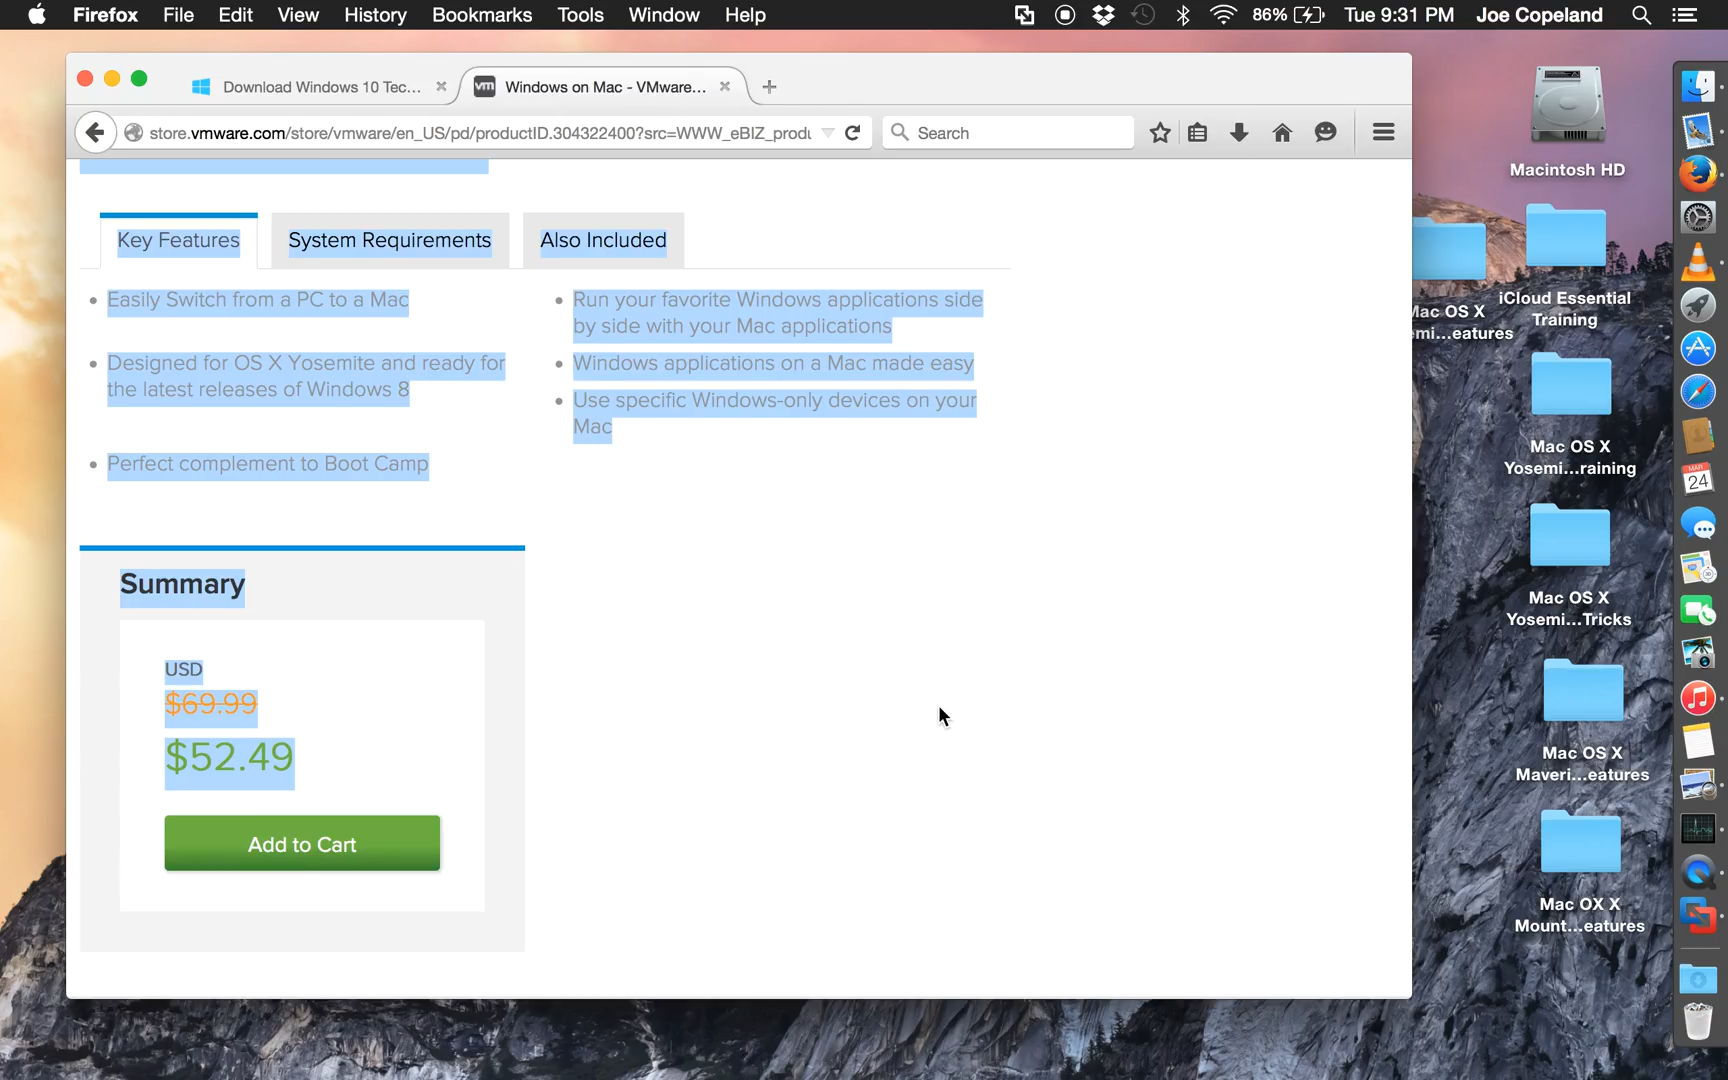 Firefox File Edit View History Bookmarks Tools Window Help 86% Tue 9:31 PM Joe Copeland
Download Windows 10 Tec...
vm Windows on Mac - VMware...
store.vmware.com/store/vmware/en_US/pd/productID.304322400?src=WWW_eBIZ_produ
Search
Key Features
System Requirements
Also Included
Easily Switch from a PC to a Mac
Designed for OS X Yosemite and ready for
the latest releases of Windows 8
Perfect complement to Boot Camp
Run your favorite Windows applications side
by side with your Mac applications
Windows applications on a Mac made easy
Use specific Windows-only devices on your
Mac
Summary
USD
$69.99
$52.49
Add to Cart
Macintosh HD
Mac OS X
emi...eatures
iCloud Essential
Training
Mac OS X
Yosemi...raining
Mac OS X
Yosemi...Tricks
Mac OS X
Maveri...eatures
Mac OX X
Mount...eatures
MAR
24